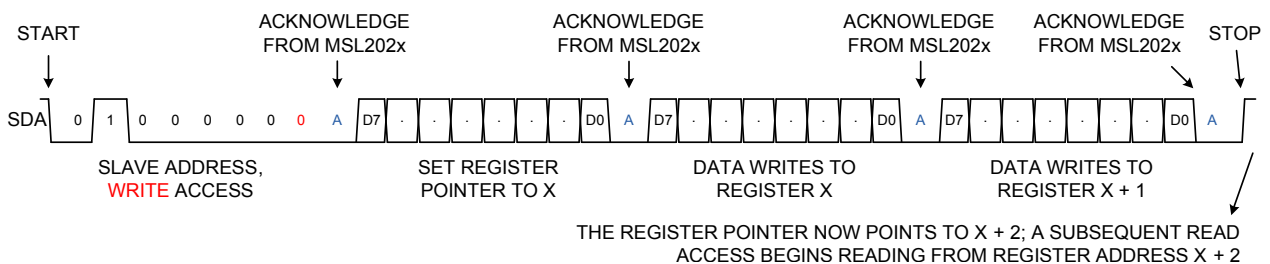 START
ACKNOWLEDGE
FROM MSL202x
ACKNOWLEDGE
FROM MSL202x
ACKNOWLEDGE
FROM MSL202x
ACKNOWLEDGE
FROM MSL202x
STOP
SDA 0 1 0 0 0 0 0 0 A D7 . . . . . . D0 A D7 . . . . . . D0 A D7 . . . . . . D0 A
SLAVE ADDRESS,
WRITE ACCESS
SET REGISTER
POINTER TO X
DATA WRITES TO
REGISTER X
DATA WRITES TO
REGISTER X + 1
THE REGISTER POINTER NOW POINTS TO X + 2; A SUBSEQUENT READ
ACCESS BEGINS READING FROM REGISTER ADDRESS X + 2